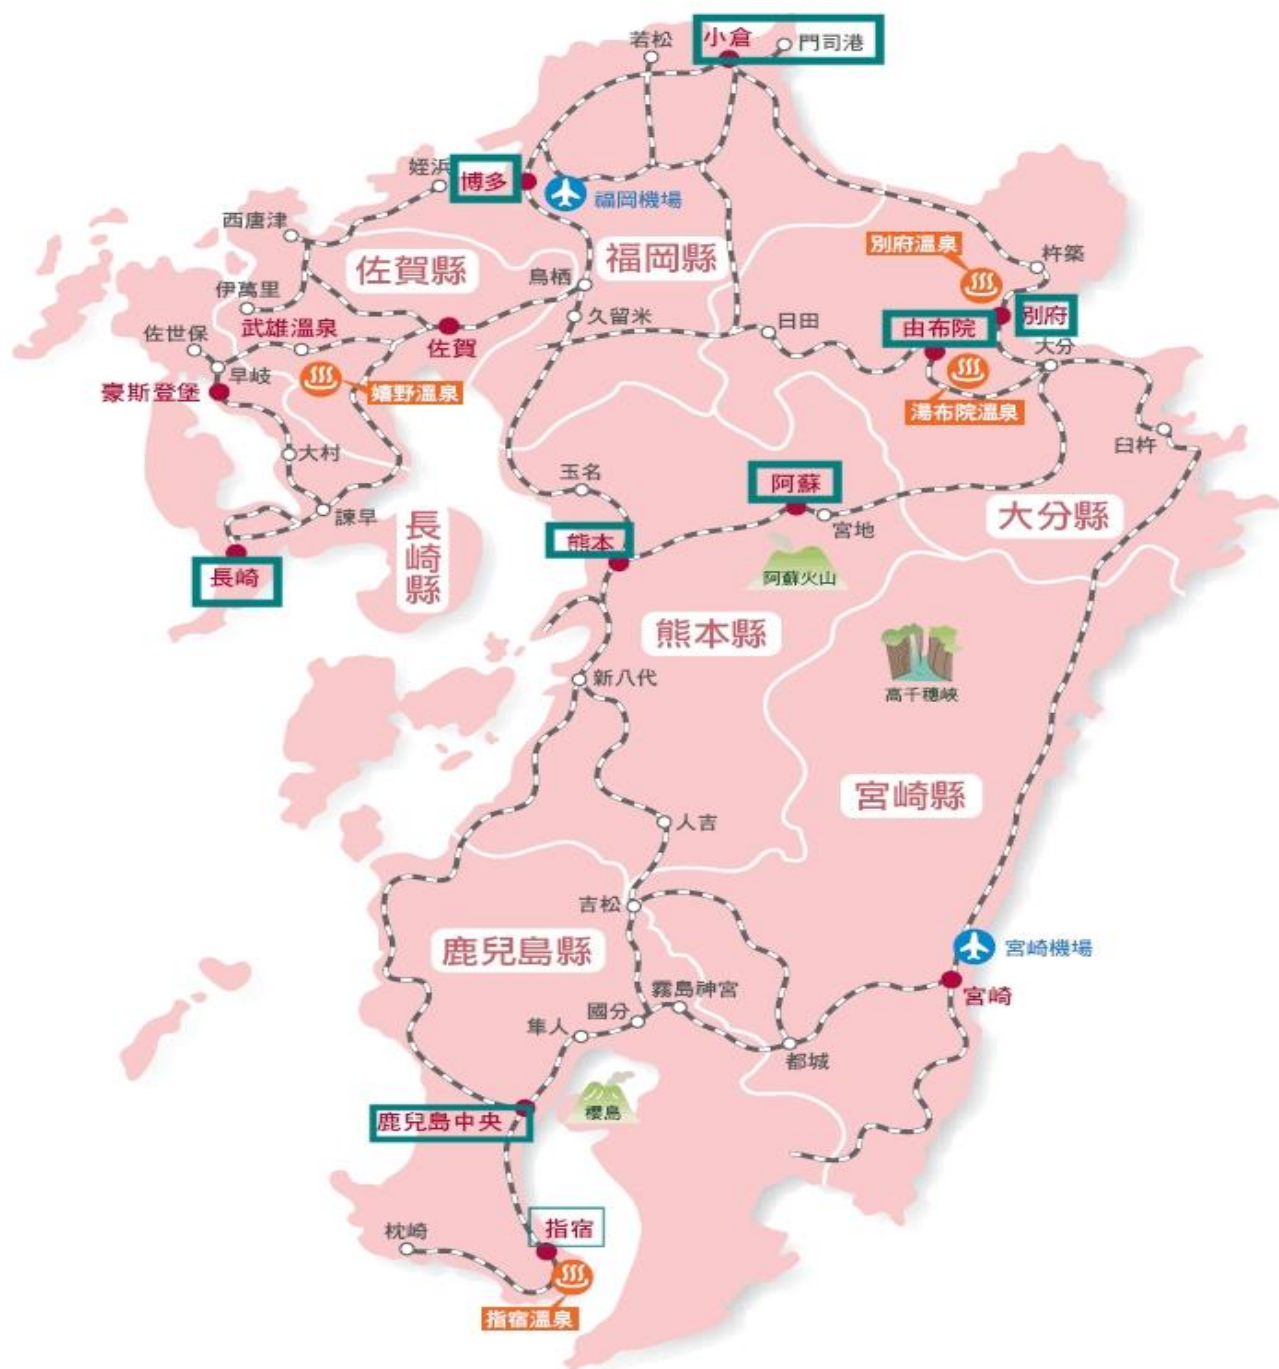 小倉
門司港
若松
姪浜
博多
福岡機場
西唐津
佐賀縣
福岡縣
別府溫泉
杵築
鳥栖
伊萬里
久留米
日田
由布院
別府
佐世保
武雄溫泉
佐賀
大分
早岐
豪斯登堡
嬉野溫泉
湯布院溫泉
臼杵
大村
玉名
阿蘇
諫早
宮地
大分縣
長崎縣
熊本
長崎
阿蘇火山
熊本縣
新八代
高千穗峽
宮崎縣
人吉
吉松
鹿兒島縣
宮崎機場
霧島神宮
宮崎
國分
隼人
都城
櫻島
鹿兒島中央
指宿
枕崎
指宿溫泉